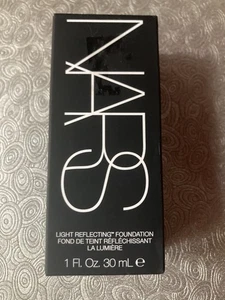 NARS
LIGHT REFLECTING™ FOUNDATION
FOND DE TEINT RÉFLÉCHISSANT
LA LUMIÈRE
1 Fl. Oz. 30 mL ℮